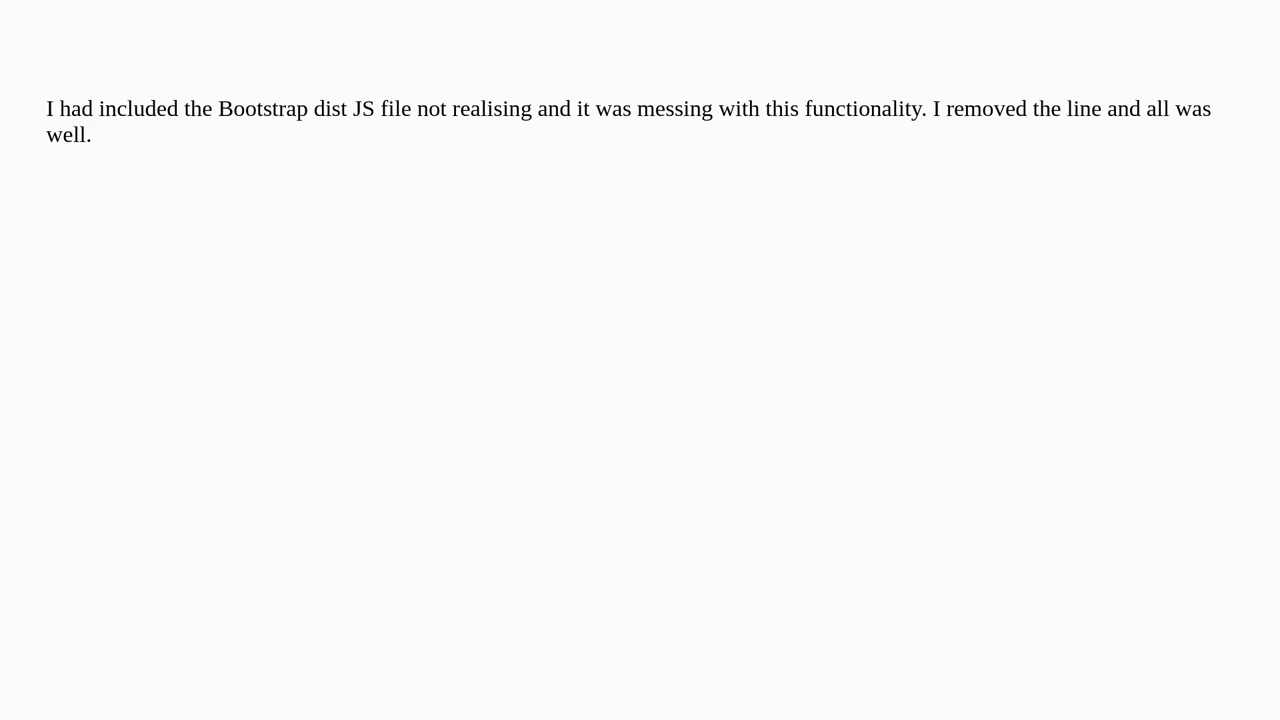 I had included the Bootstrap dist JS file not realising and it was messing with this functionality. I removed the line and all was
well.